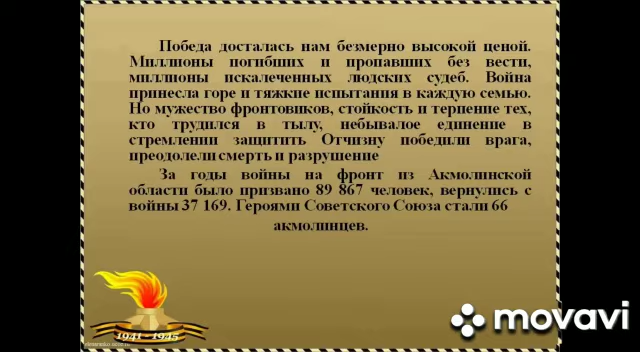 Победа досталась нам безмерно высокой ценой.
Миллионы погибших и пропавших без вести,
миллионы искалеченных людских судеб. Война
принесла горе и тяжкие испытания в каждую семью.
Но мужество фронтовиков, стойкость и терпение тех,
кто трудился в тылу, небывалое единение в
стремлении защитить Отчизну победили врага,
преодолели смерть и разрушение
За годы войны на фронт из Акмолинской
области было призвано 89 867 человек, вернулись с
войны 37 169. Героями Советского Союза стали 66
акмолинцев.
1941 - 1945
movavi